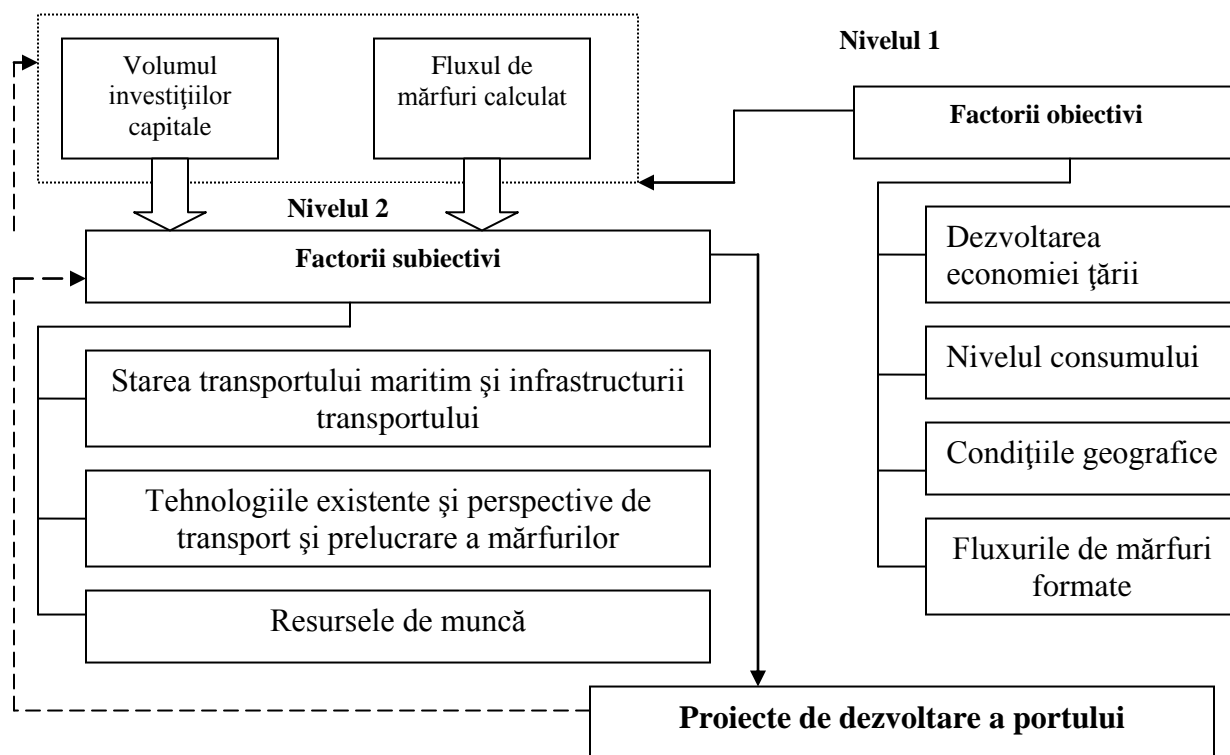 Nivelul 1
Volumul
investiţiilor
capitale
Fluxul de
mărfuri calculat
Factorii obiectivi
Nivelul 2
Factorii subiectivi
Dezvoltarea
economiei ţării
Nivelul consumului
Condiţiile geografice
Fluxurile de mărfuri
formate
Starea transportului maritim şi infrastructurii
transportului
Tehnologiile existente şi perspective de
transport şi prelucrare a mărfurilor
Resursele de muncă
Proiecte de dezvoltare a portului